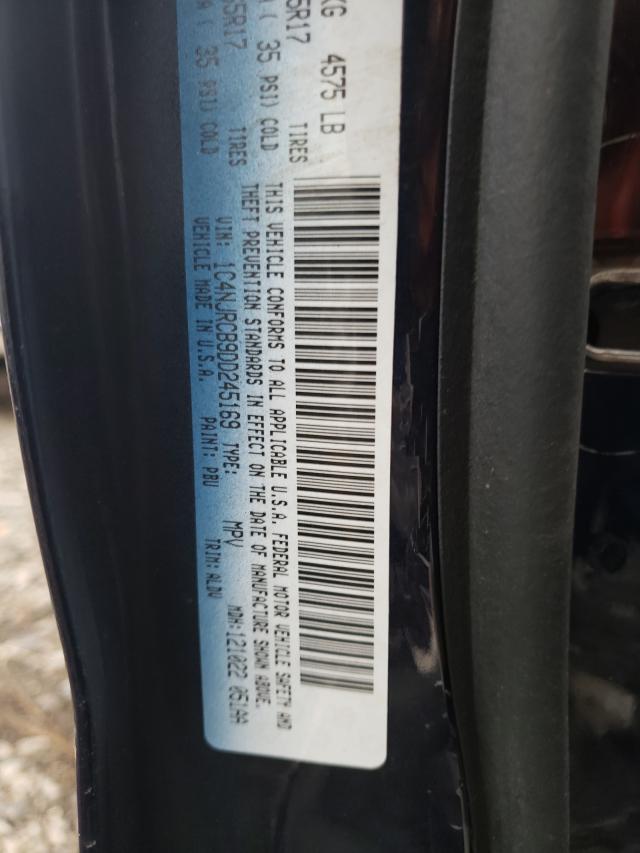 KG 4575 LB
5R17 TIRES
A ( 35 PSI) COLD
5R17 TIRES
A ( 35 PSI) COLD
THIS VEHICLE CONFORMS TO ALL APPLICABLE U.S.A. FEDERAL MOTOR VEHICLE SAFETY AND
THEFT PREVENTION STANDARDS IN EFFECT ON THE DATE OF MANUFACTURE SHOWN ABOVE.
VIN: 1C4NJRCB9DD245169 TYPE: MPV MDH:121022 051AA
VEHICLE MADE IN U.S.A. PAINT: PBU TRIM: ALDV